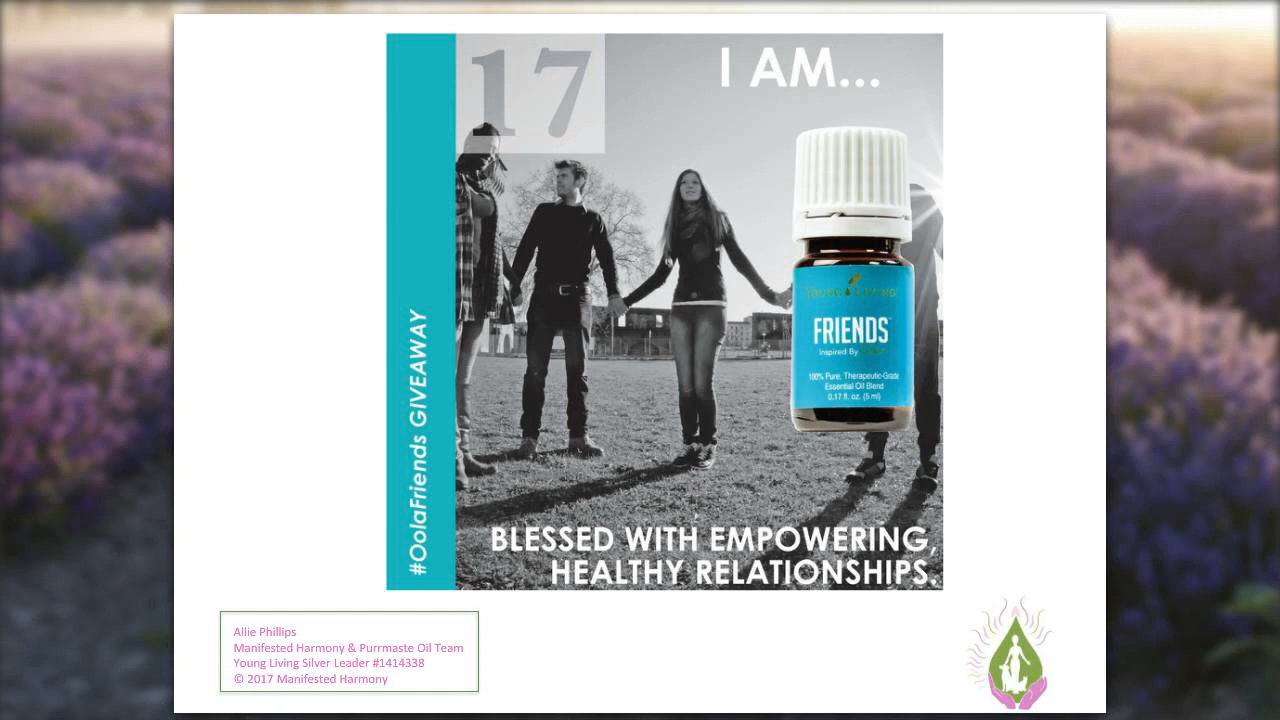 17
I AM...
#OolaFriends GIVEAWAY
YOUNG LIVING
FRIENDS™
Inspired By
100% Pure, Therapeutic-Grade
Essential Oil Blend
0.17 fl. oz. (5 ml)
BLESSED WITH EMPOWERING,
HEALTHY RELATIONSHIPS.
Allie Phillips
Manifested Harmony & Purrmaste Oil Team
Young Living Silver Leader #1414338
© 2017 Manifested Harmony